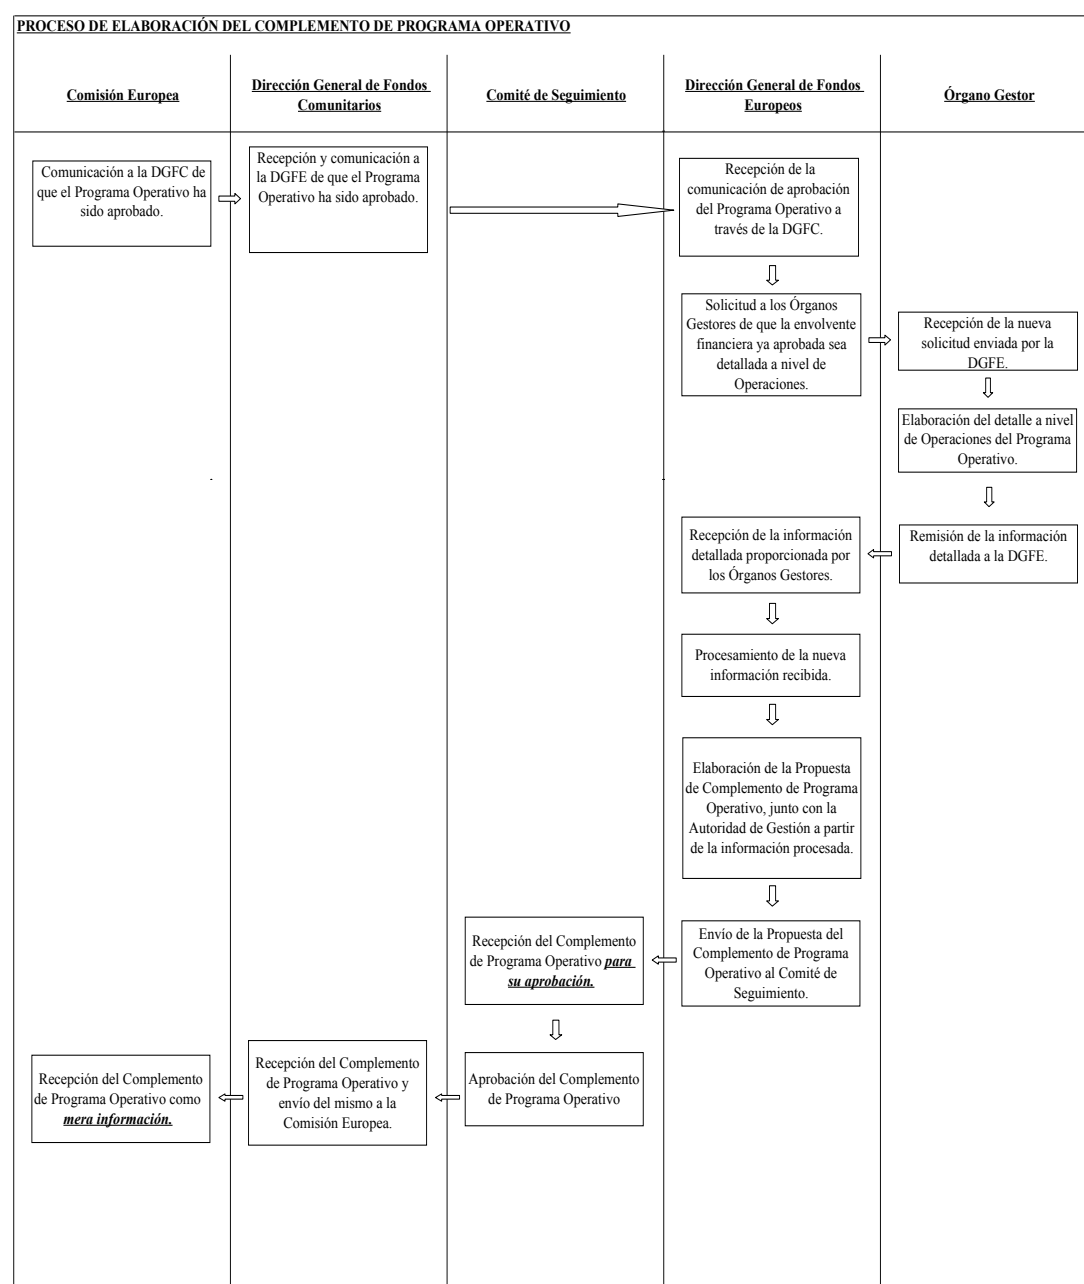 PROCESO DE ELABORACIÓN DEL COMPLEMENTO DE PROGRAMA OPERATIVO
Comisión Europea
Dirección General de Fondos
Comunitarios
Comité de Seguimiento
Dirección General de Fondos
Europeos
Órgano Gestor
Comunicación a la DGFC de
que el Programa Operativo ha
sido aprobado.
Recepción y comunicación a
la DGFE de que el Programa
Operativo ha sido aprobado.
Recepción de la
comunicación de aprobación
del Programa Operativo a
través de la DGFC.
Solicitud a los Órganos
Gestores de que la envolvente
financiera ya aprobada sea
detallada a nivel de
Operaciones.
Recepción de la nueva
solicitud enviada por la
DGFE.
Elaboración del detalle a nivel
de Operaciones del Programa
Operativo.
Remisión de la información
detallada a la DGFE.
Recepción de la información
detallada proporcionada por
los Órganos Gestores.
Procesamiento de la nueva
información recibida.
Elaboración de la Propuesta
de Complemento de Programa
Operativo, junto con la
Autoridad de Gestión a partir
de la información procesada.
Envío de la Propuesta del
Complemento de Programa
Operativo al Comité de
Seguimiento.
Recepción del Complemento
de Programa Operativo para
su aprobación.
Aprobación del Complemento
de Programa Operativo
Recepción del Complemento
de Programa Operativo y
envío del mismo a la
Comisión Europea.
Recepción del Complemento
de Programa Operativo como
mera información.